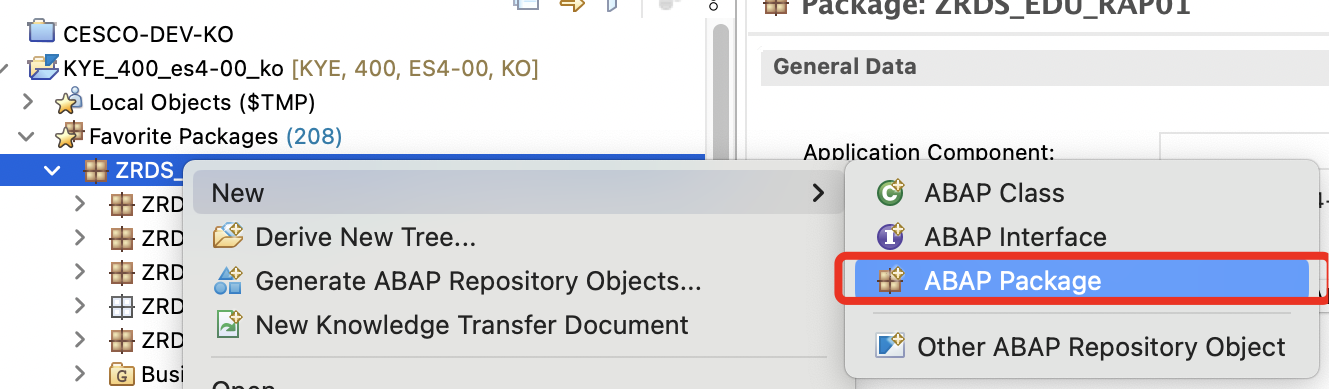 Package: ZRDS_EDU_RAP01
CESCO-DEV-KO
General Data
KYE_400_es4-00_ko [KYE, 400, ES4-00, KO]
Local Objects ($TMP)
Favorite Packages (208)
Application Component:
ZRDS_
ZRD
ZRD
ZRD
ZRD
ZRD
Busi
New
Derive New Tree...
Generate ABAP Repository Objects...
New Knowledge Transfer Document
Open
ABAP Class
ABAP Interface
ABAP Package
Other ABAP Repository Object